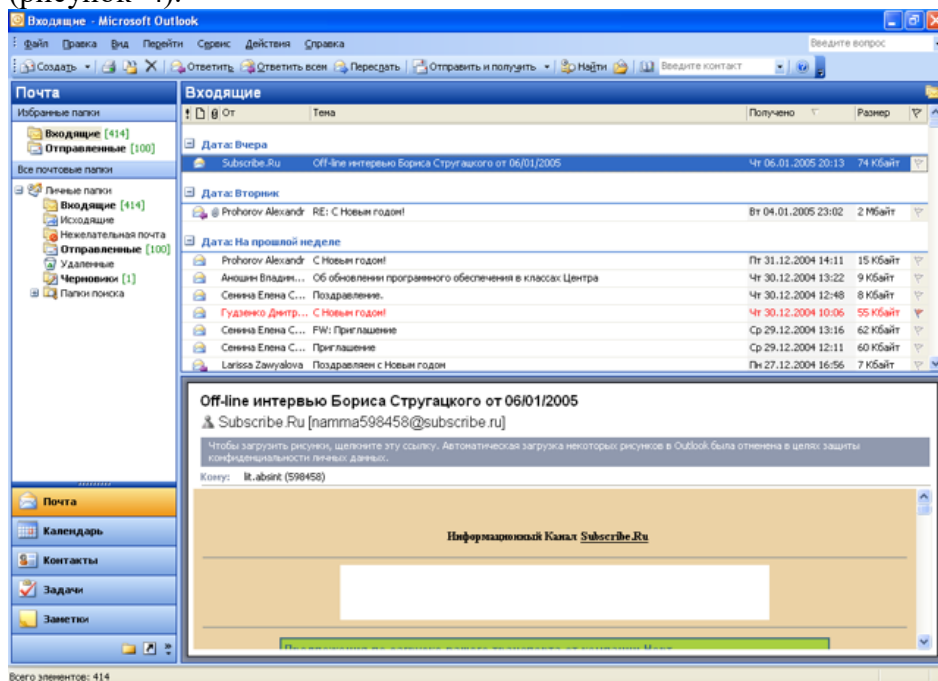 (рисунок 4).
Входящие - Microsoft Outlook
Файл Правка Вид Перейти Сервис Действия Справка Введите вопрос
Создать Ответить Ответить всем Переслать Отправить и получить Найти Введите контакт
Почта
Избранные папки
Входящие [414]
Отправленные [100]
Все почтовые папки
Личные папки
Входящие [414]
Исходящие
Нежелательная почта
Отправленные [100]
Удаленные
Черновики [1]
Папки поиска
Почта
Календарь
Контакты
Задачи
Заметки
Входящие
От Тема Получено Размер
Дата: Вчера
Subscribe.Ru Off-line интервью Бориса Стругацкого от 06/01/2005 Чт 06.01.2005 20:13 74 Кбайт
Дата: Вторник
Prohorov Alexandr RE: С Новым годом! Вт 04.01.2005 23:02 2 Мбайт
Дата: На прошлой неделе
Prohorov Alexandr С Новым годом! Пт 31.12.2004 14:11 15 Кбайт
Аношин Владим... Об обновлении программного обеспечения в классах Центра Чт 30.12.2004 13:22 9 Кбайт
Сенина Елена С... Поздравление. Чт 30.12.2004 12:48 8 Кбайт
Гудзенко Дмитр... С Новым годом! Чт 30.12.2004 10:06 55 Кбайт
Сенина Елена С... FW: Приглашение Ср 29.12.2004 13:16 62 Кбайт
Сенина Елена С... Приглашение Ср 29.12.2004 12:11 60 Кбайт
Larissa Zawyalova Поздравляем с Новым годом Пн 27.12.2004 16:56 7 Кбайт
Off-line интервью Бориса Стругацкого от 06/01/2005
Subscribe.Ru [namma598458@subscribe.ru]
Чтобы загрузить рисунки, щелкните эту ссылку. Автоматическая загрузка некоторых рисунков в Outlook была отменена в целях защиты
конфиденциальности личных данных.
Кому: lit.absint (598458)
Информационный Канал Subscribe.Ru
Всего элементов: 414